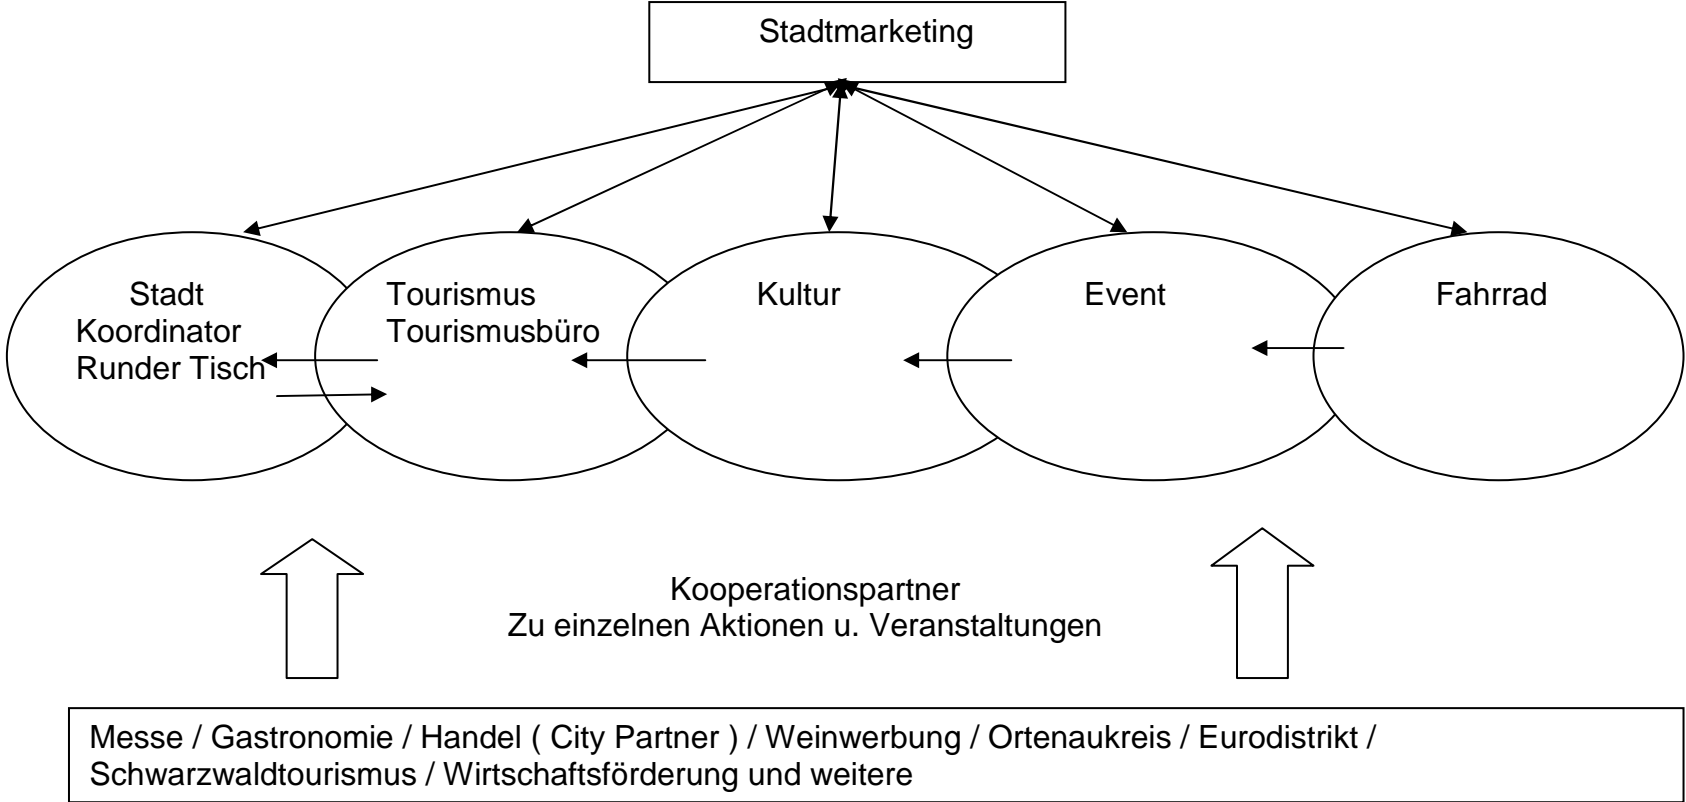 Stadtmarketing
Stadt
Koordinator
Runder Tisch
Tourismus
Tourismusbüro
Kultur
Event
Fahrrad
Kooperationspartner
Zu einzelnen Aktionen u. Veranstaltungen
Messe / Gastronomie / Handel ( City Partner ) / Weinwerbung / Ortenaukreis / Eurodistrikt /
Schwarzwaldtourismus / Wirtschaftsförderung und weitere